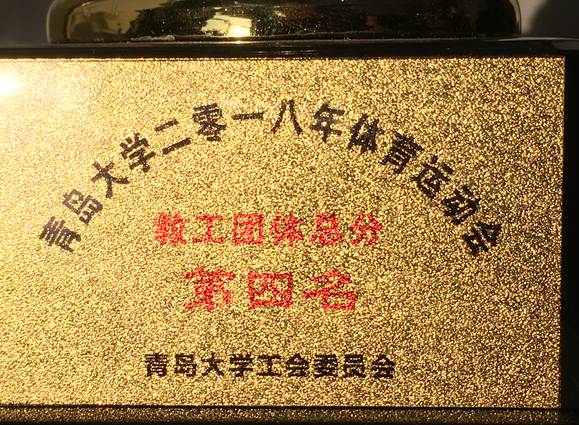 青岛大学二零一八年体育运动会
教工团体总分
第四名
青岛大学工会委员会